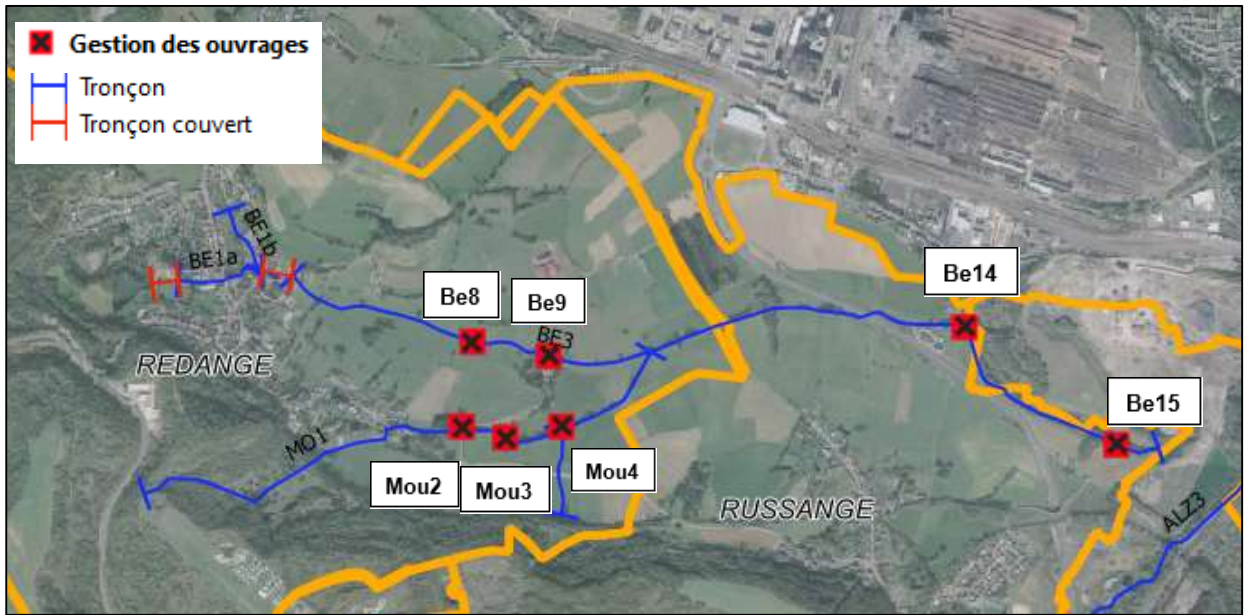 Gestion des ouvrages
Tronçon
Tronçon couvert
BE1b
BE1a
Be14
Be8
Be9
BE3
REDANGE
Be15
MO1
Mou2
Mou3
Mou4
RUSSANGE
ALZ3